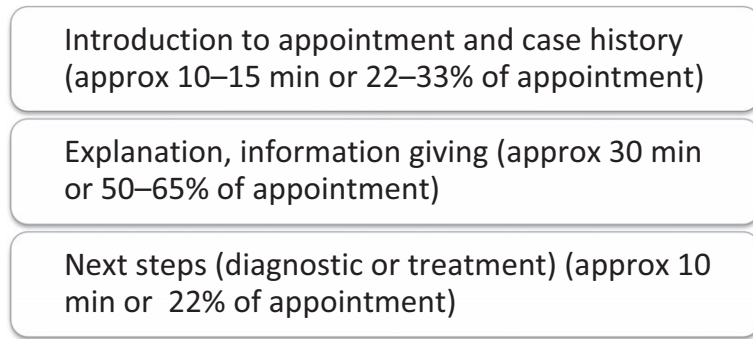 Introduction to appointment and case history
(approx 10–15 min or 22–33% of appointment)
Explanation, information giving (approx 30 min
or 50–65% of appointment)
Next steps (diagnostic or treatment) (approx 10
min or  22% of appointment)